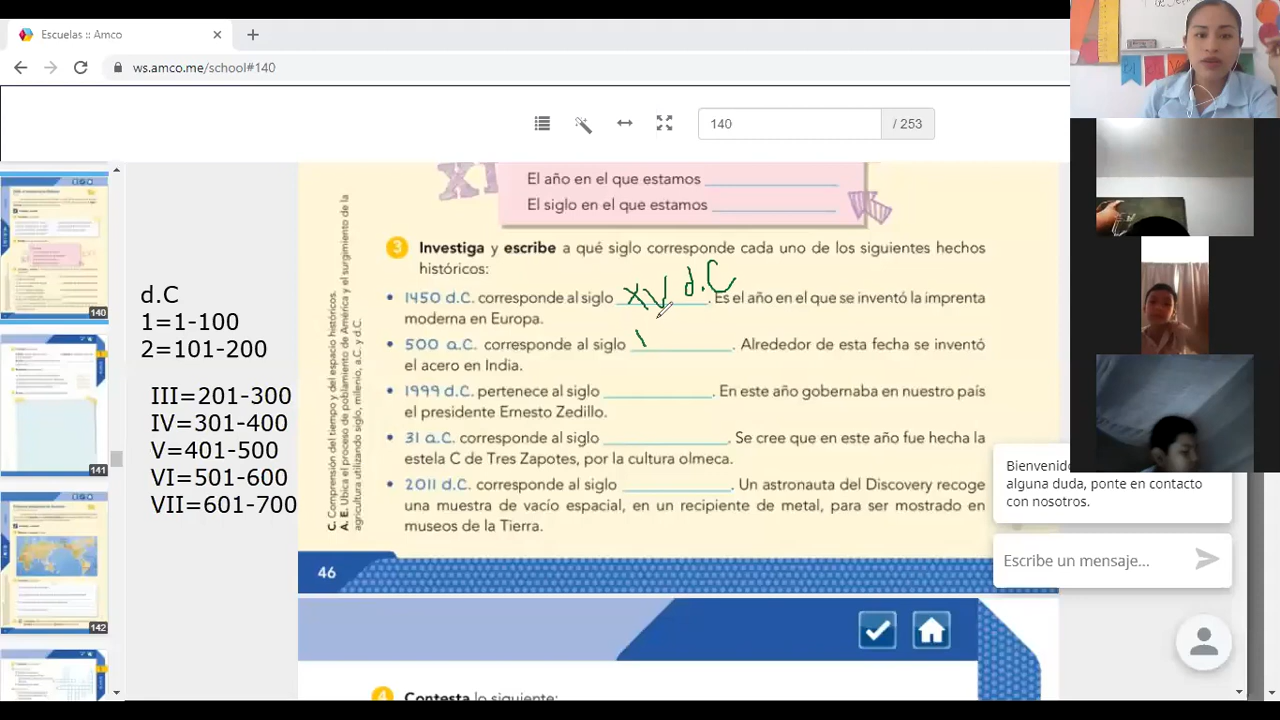 Escuelas :: Amco
ws.amco.me/school#140
140 / 253
El año en el que estamos
El siglo en el que estamos
3 Investiga y escribe a qué siglo corresponde cada uno de los siguientes hechos
históricos:
• 1450 d.C. corresponde al siglo XV d.C. Es el año en el que se inventó la imprenta
moderna en Europa.
• 500 a.C. corresponde al siglo \ . Alrededor de esta fecha se inventó
el acero en India.
• 1999 d.C. pertenece al siglo . En este año gobernaba en nuestro país
el presidente Ernesto Zedillo.
• 31 a.C. corresponde al siglo . Se cree que en este año fue hecha la
estela C de Tres Zapotes, por la cultura olmeca.
• 2011 d.C. corresponde al siglo . Un astronauta del Discovery recoge
una muestra de vacío espacial, en un recipiente de metal, para ser mostrado en
museos de la Tierra.
C. Comprensión del tiempo y del espacio históricos.
A. E. Ubica el proceso de poblamiento de América y el surgimiento de la
agricultura utilizando siglo, milenio, a.C. y d.C.
46
4 Contesta lo siguiente:
d.C
1=1-100
2=101-200
III=201-300
IV=301-400
V=401-500
VI=501-600
VII=601-700
140
141
142
Bienvenido
alguna duda, ponte en contacto
con nosotros.
Escribe un mensaje...